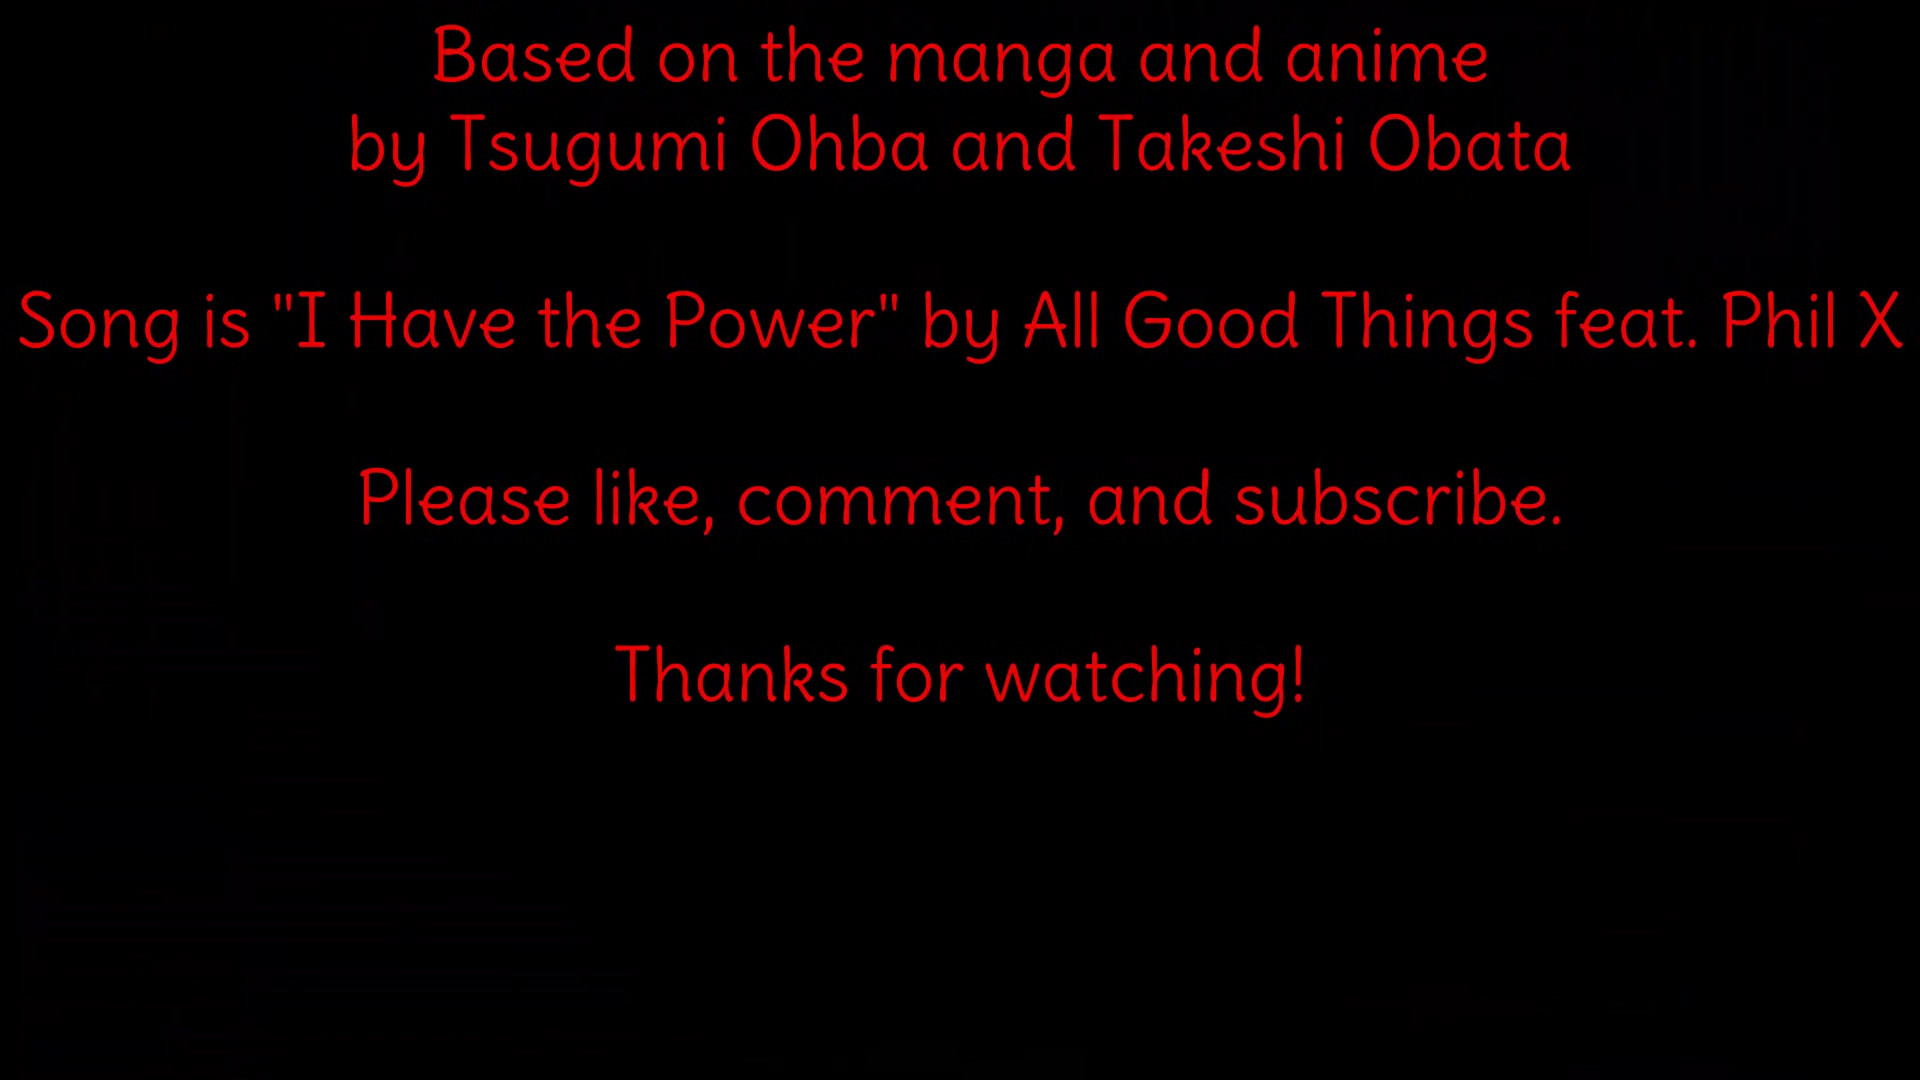 Based on the manga and anime
by Tsugumi Ohba and Takeshi Obata
Song is "I Have the Power" by All Good Things feat. Phil X
Please like, comment, and subscribe.
Thanks for watching!